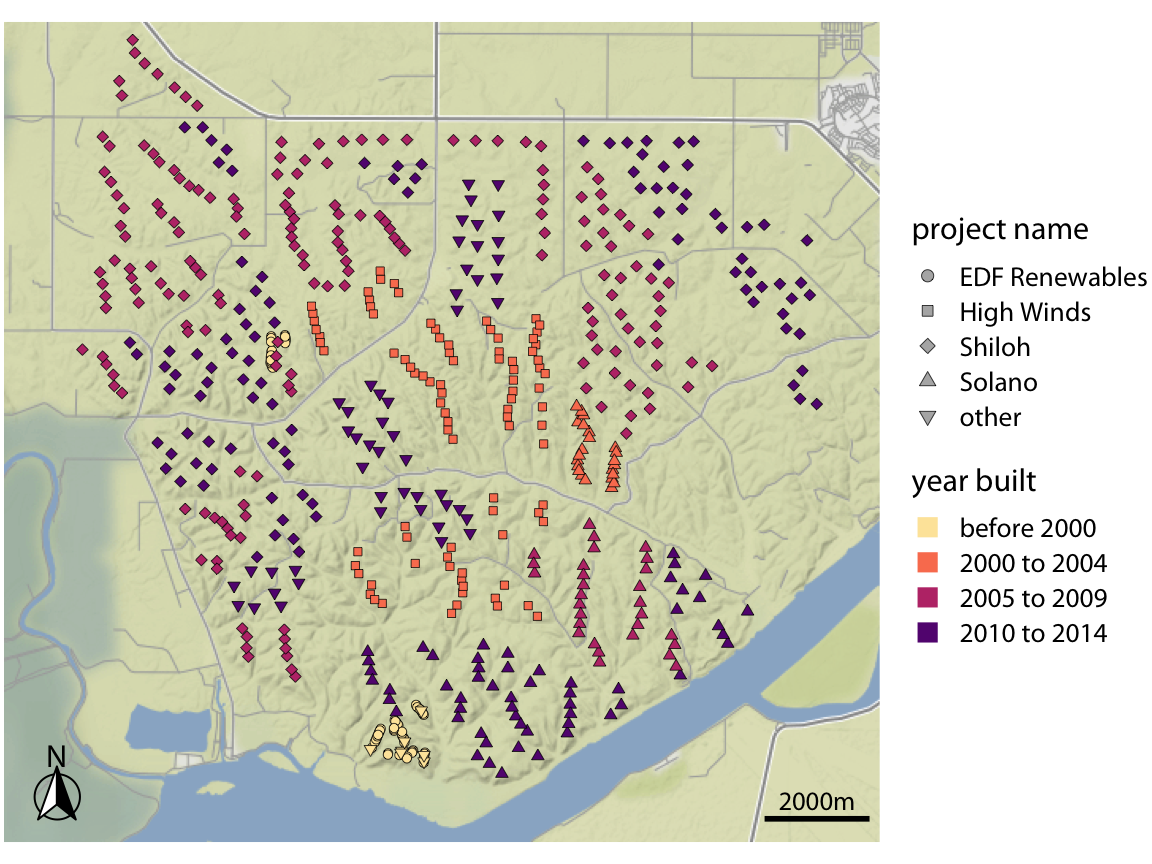 project name
EDF Renewables
High Winds
Shiloh
Solano
other
year built
before 2000
2000 to 2004
2005 to 2009
2010 to 2014
N
2000m